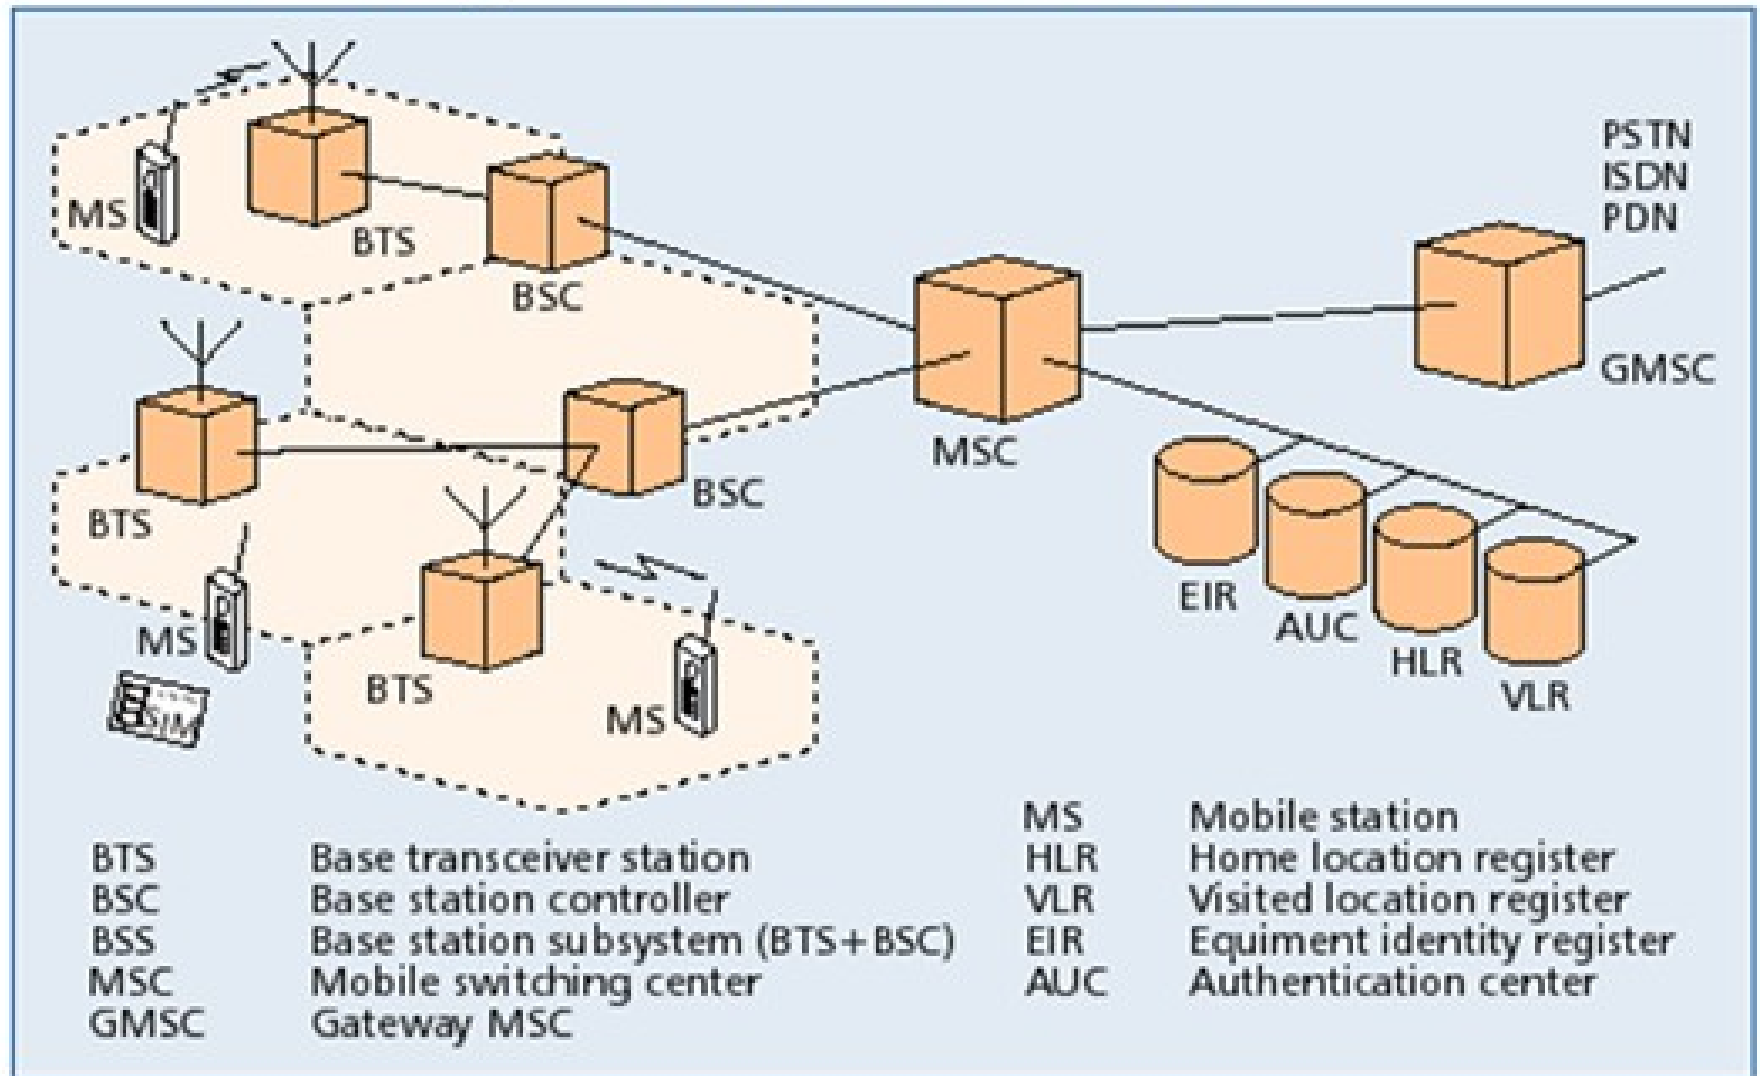 PSTN
ISDN
PDN
MS
BTS
BSC
GMSC
MSC
BTS
BSC
EIR
AUC
HLR
VLR
MS
SIM
BTS
MS
BTS Base transceiver station
BSC Base station controller
BSS Base station subsystem (BTS+BSC)
MSC Mobile switching center
GMSC Gateway MSC
MS Mobile station
HLR Home location register
VLR Visited location register
EIR Equiment identity register
AUC Authentication center